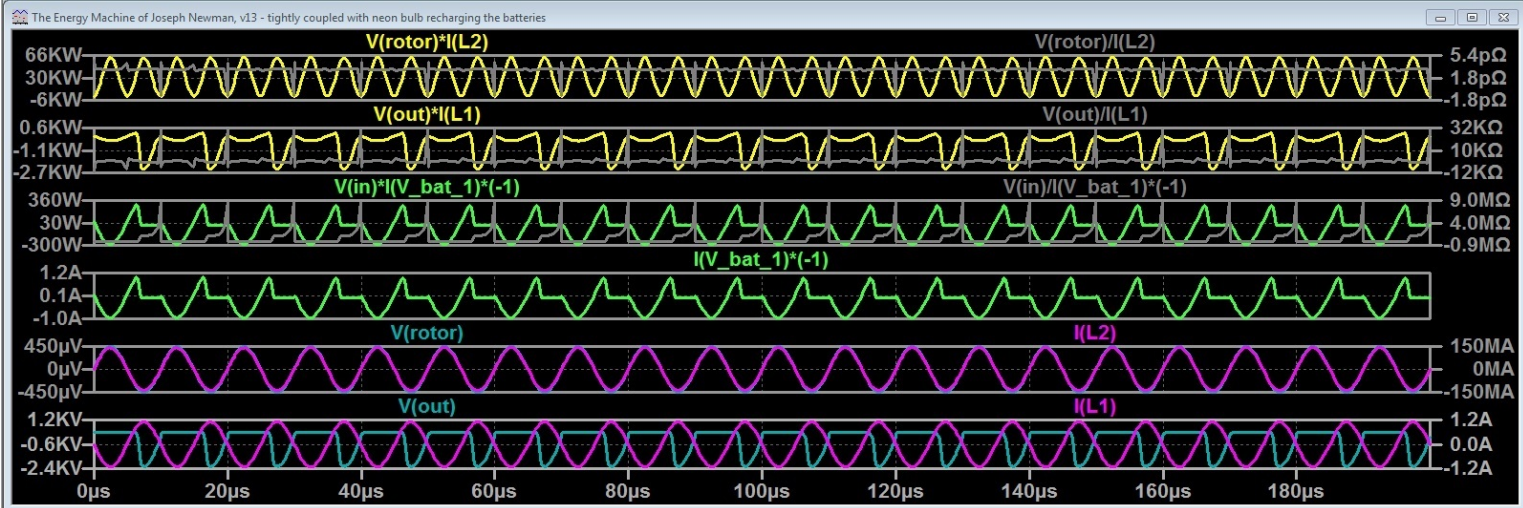 The Energy Machine of Joseph Newman, v13 - tightly coupled with neon bulb recharging the batteries
V(rotor)*I(L2) V(rotor)/I(L2)
66KW 5.4pΩ
30KW 1.8pΩ
-6KW -1.8pΩ
V(out)*I(L1) V(out)/I(L1)
0.6KW 32KΩ
-1.1KW 10KΩ
-2.7KW -12KΩ
V(in)*I(V_bat_1)*(-1) V(in)/I(V_bat_1)*(-1)
360W 9.0MΩ
30W 4.0MΩ
-300W -0.9MΩ
I(V_bat_1)*(-1)
1.2A
0.1A
-1.0A
V(rotor) I(L2)
450µV 150MA
0µV 0MA
-450µV -150MA
V(out) I(L1)
1.2KV 1.2A
-0.6KV 0.0A
-2.4KV -1.2A
0µs 20µs 40µs 60µs 80µs 100µs 120µs 140µs 160µs 180µs